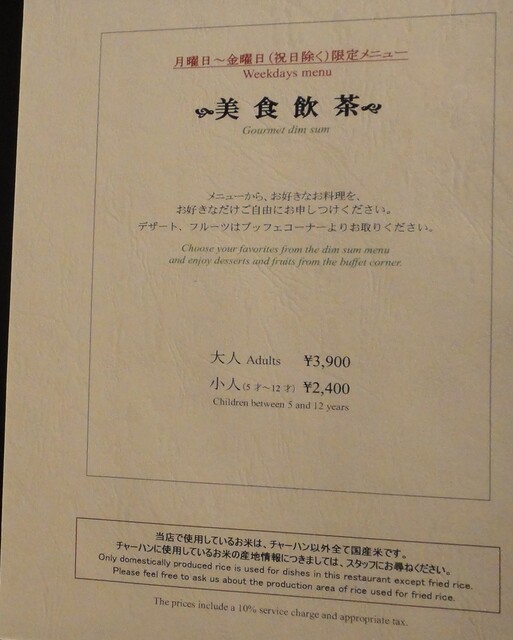 月曜日～金曜日(祝日除く)限定メニュー
Weekdays menu
美食飲茶
Gourmet dim sum
メニューから、お好きなお料理を、
お好きなだけご自由にお申しつけください。
デザート、フルーツはブッフェコーナーよりお取りください。
Choose your favorites from the dim sum menu
and enjoy desserts and fruits from the buffet corner.
大人 Adults ¥3,900
小人(5 才～12 才) ¥2,400
Children between 5 and 12 years
当店で使用しているお米は、チャーハン以外全て国産米です。
チャーハンに使用しているお米の産地情報につきましては、スタッフにお尋ねください。
Only domestically produced rice is used for dishes in this restaurant except fried rice.
Please feel free to ask us about the production area of rice used for fried rice.
The prices include a 10% service charge and appropriate tax.